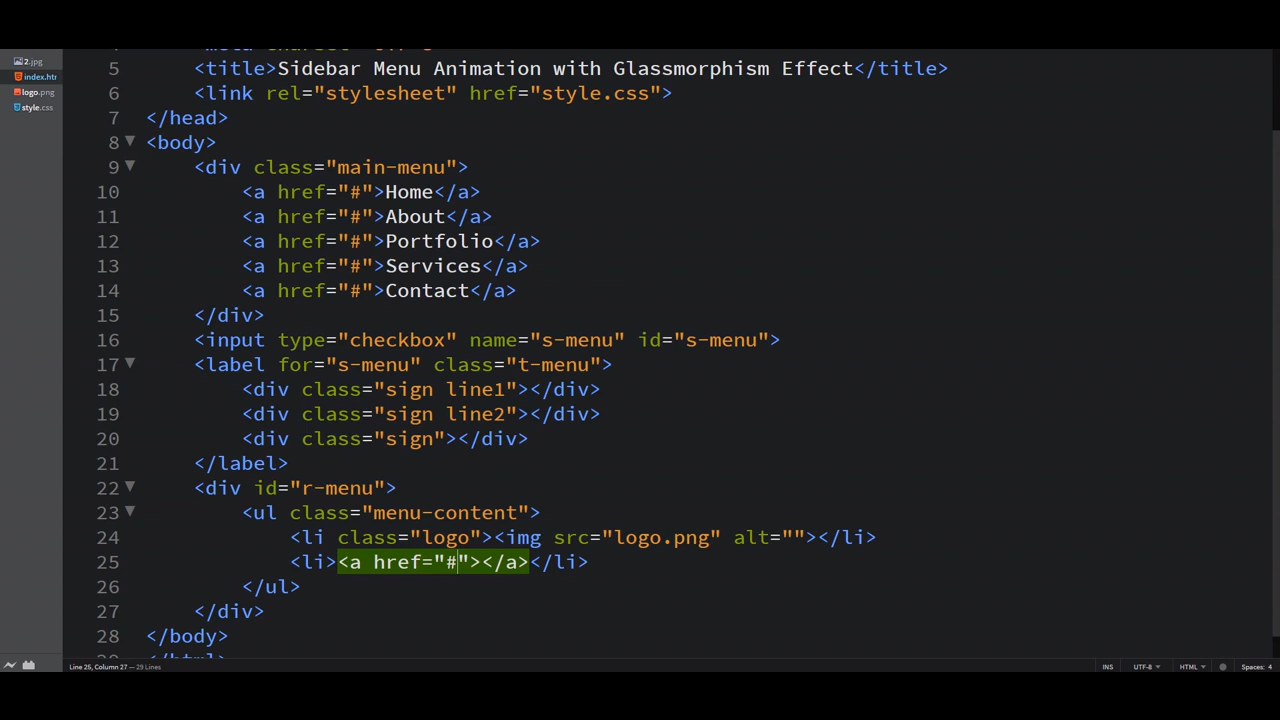 2.jpg
index.htm
logo.png
style.css
5 <title>Sidebar Menu Animation with Glassmorphism Effect</title>
6 <link rel="stylesheet" href="style.css">
7 </head>
8 <body>
9 <div class="main-menu">
10 <a href="#">Home</a>
11 <a href="#">About</a>
12 <a href="#">Portfolio</a>
13 <a href="#">Services</a>
14 <a href="#">Contact</a>
15 </div>
16 <input type="checkbox" name="s-menu" id="s-menu">
17 <label for="s-menu" class="t-menu">
18 <div class="sign line1"></div>
19 <div class="sign line2"></div>
20 <div class="sign"></div>
21 </label>
22 <div id="r-menu">
23 <ul class="menu-content">
24 <li class="logo"><img src="logo.png" alt=""></li>
25 <li><a href="#"></a></li>
26 </ul>
27 </div>
28 </body>
Line 25, Column 27 — 29 Lines
INS UTF-8 HTML Spaces: 4